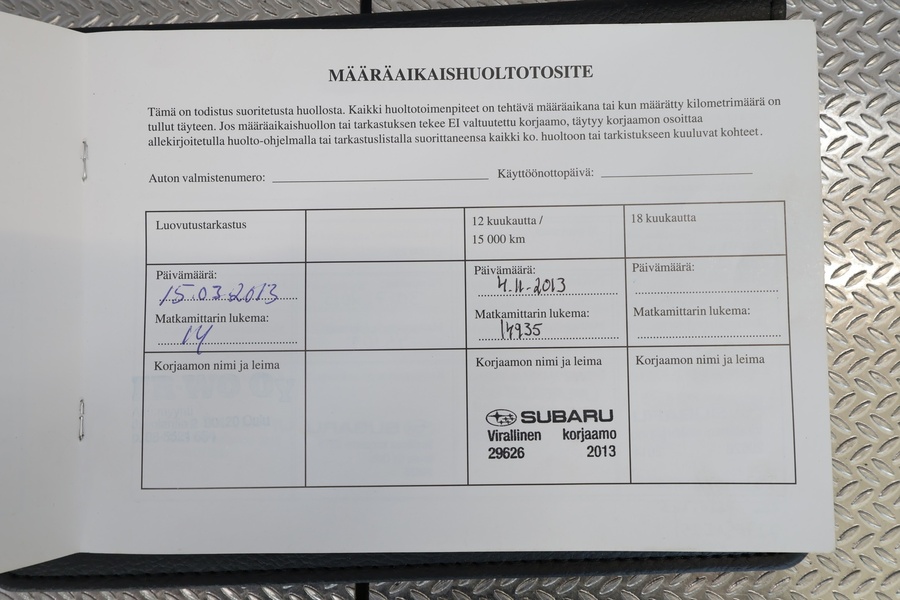 MÄÄRÄAIKAISHUOLTOTOSITE
Tämä on todistus suoritetusta huollosta. Kaikki huoltotoimenpiteet on tehtävä määräaikana tai kun määrätty kilometrimäärä on
tullut täyteen. Jos määräaikaishuollon tai tarkastuksen tekee EI valtuutettu korjaamo, täytyy korjaamon osoittaa
allekirjoitetulla huolto-ohjelmalla tai tarkastuslistalla suorittaneensa kaikki ko. huoltoon tai tarkistukseen kuuluvat kohteet.
Auton valmistenumero: Käyttöönottopäivä:
Luovutustarkastus
12 kuukautta /
15 000 km
18 kuukautta
Päivämäärä:
15.03.2013
Matkamittarin lukema:
14
Korjaamon nimi ja leima
Päivämäärä:
4.11-2013
Matkamittarin lukema:
14935
Korjaamon nimi ja leima
SUBARU
Virallinen korjaamo
29626 2013
Päivämäärä:
Matkamittarin lukema:
Korjaamon nimi ja leima